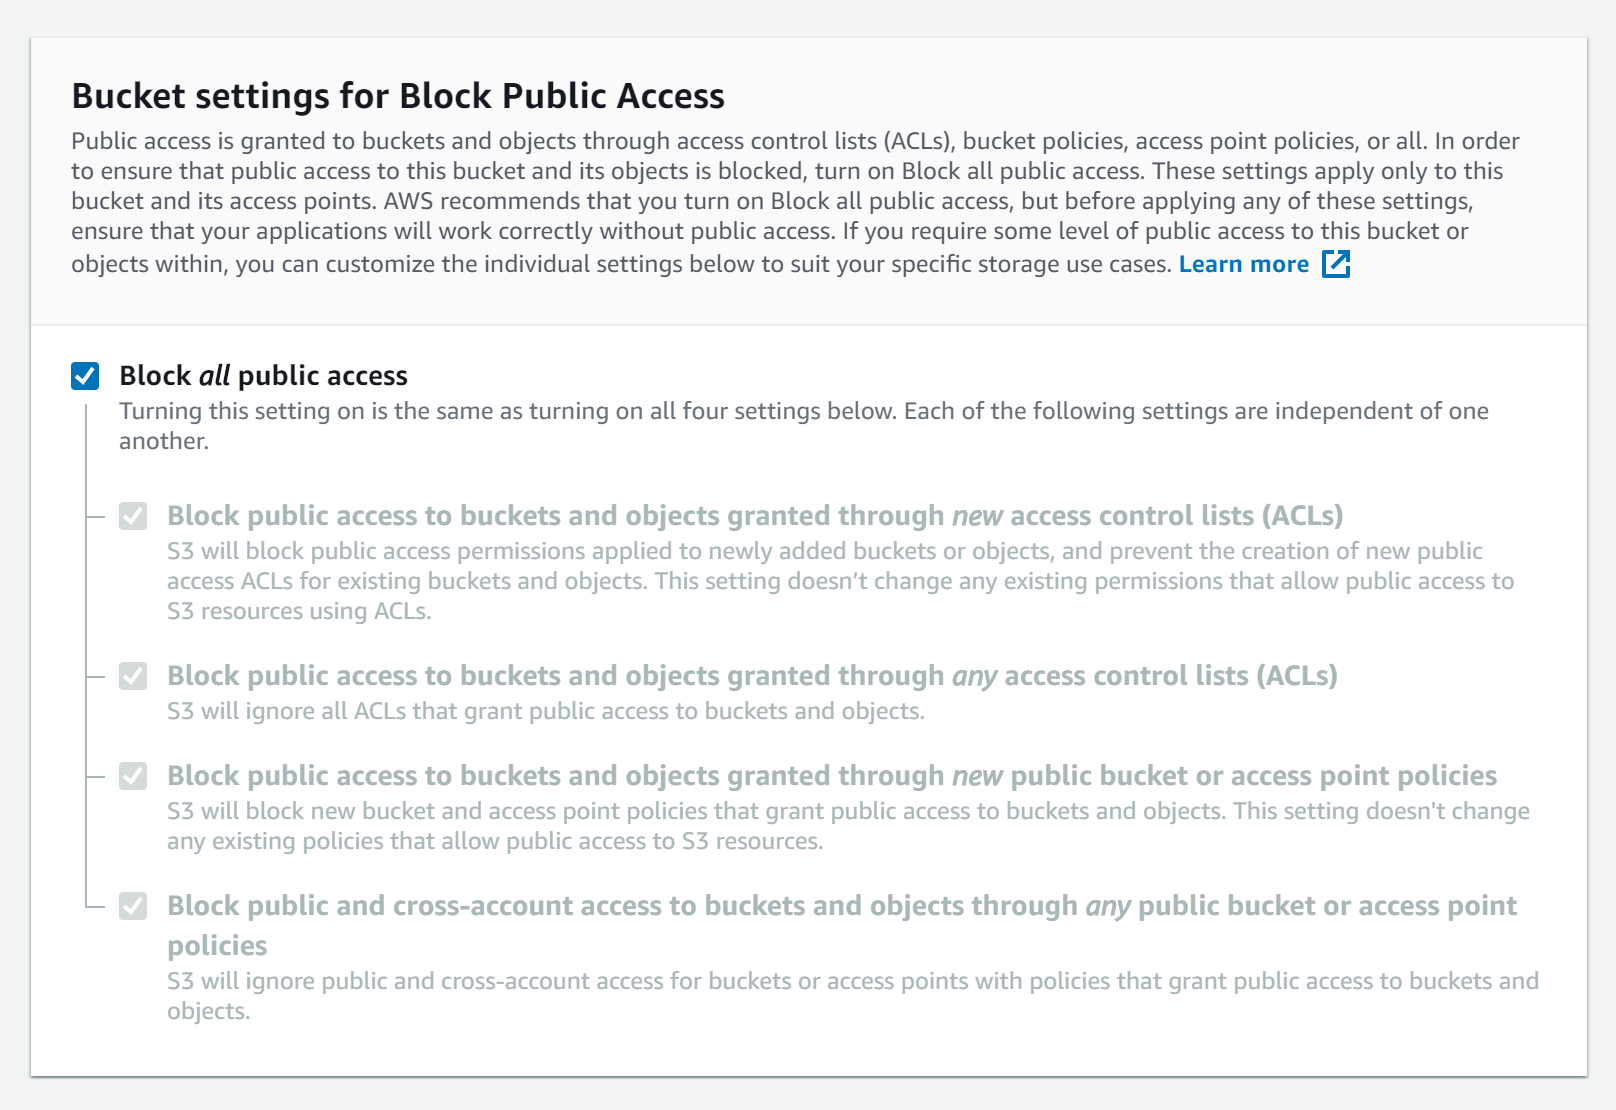 Bucket settings for Block Public Access
Public access is granted to buckets and objects through access control lists (ACLs), bucket policies, access point policies, or all. In order
to ensure that public access to this bucket and its objects is blocked, turn on Block all public access. These settings apply only to this
bucket and its access points. AWS recommends that you turn on Block all public access, but before applying any of these settings,
ensure that your applications will work correctly without public access. If you require some level of public access to this bucket or
objects within, you can customize the individual settings below to suit your specific storage use cases. Learn more
Block all public access
Turning this setting on is the same as turning on all four settings below. Each of the following settings are independent of one
another.
Block public access to buckets and objects granted through new access control lists (ACLs)
S3 will block public access permissions applied to newly added buckets or objects, and prevent the creation of new public
access ACLs for existing buckets and objects. This setting doesn’t change any existing permissions that allow public access to
S3 resources using ACLs.
Block public access to buckets and objects granted through any access control lists (ACLs)
S3 will ignore all ACLs that grant public access to buckets and objects.
Block public access to buckets and objects granted through new public bucket or access point policies
S3 will block new bucket and access point policies that grant public access to buckets and objects. This setting doesn't change
any existing policies that allow public access to S3 resources.
Block public and cross-account access to buckets and objects through any public bucket or access point
policies
S3 will ignore public and cross-account access for buckets or access points with policies that grant public access to buckets and
objects.